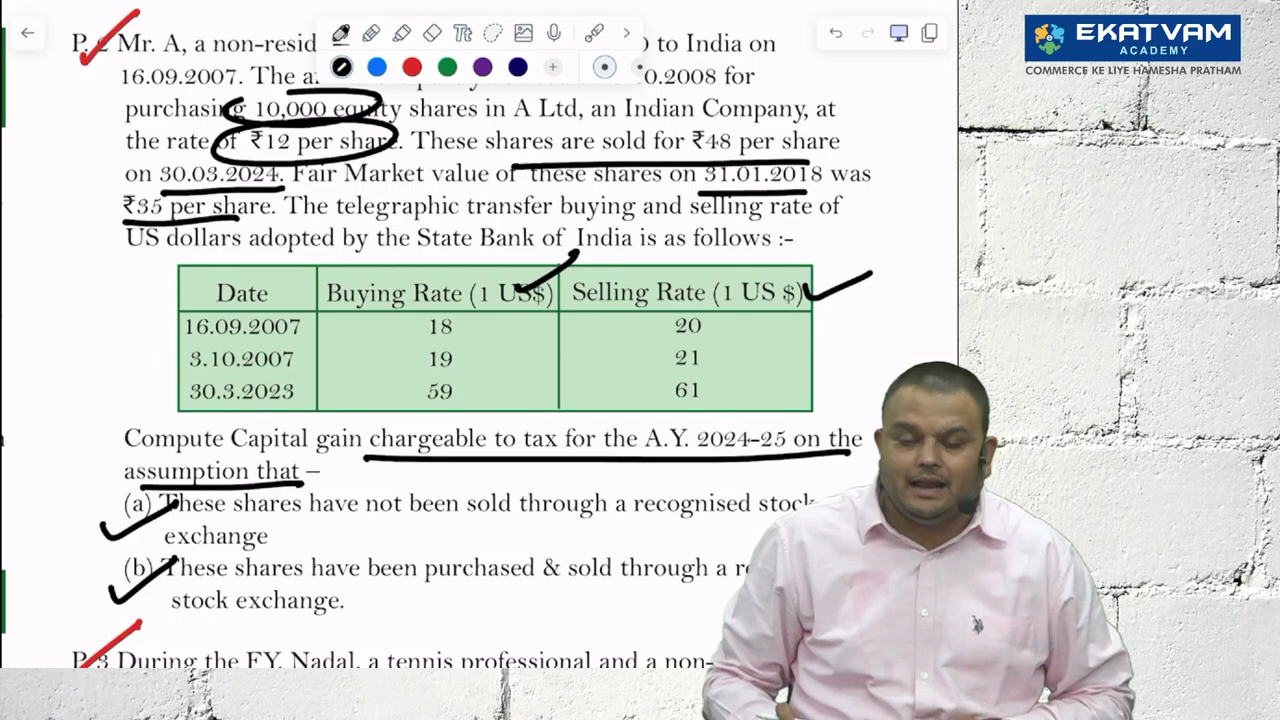 EKATVAM
ACADEMY
COMMERCE KE LIYE HAMESHA PRATHAM
Tt
P. 2 Mr. A, a non-resid to India on
16.09.2007. The 0.2008 for
purchasing 10,000 equity shares in A Ltd, an Indian Company, at
the rate of ₹12 per share. These shares are sold for ₹48 per share
on 30.03.2024. Fair Market value of these shares on 31.01.2018 was
₹35 per share. The telegraphic transfer buying and selling rate of
US dollars adopted by the State Bank of India is as follows :-
Date Buying Rate (1 US$) Selling Rate (1 US $)
16.09.2007 18 20
3.10.2007 19 21
30.3.2023 59 61
Compute Capital gain chargeable to tax for the A.Y. 2024-25 on the
assumption that –
(a) These shares have not been sold through a recognised stock
exchange
(b) These shares have been purchased & sold through a
stock exchange.
P. 3 During the FY, Nadal, a tennis professional and a non-